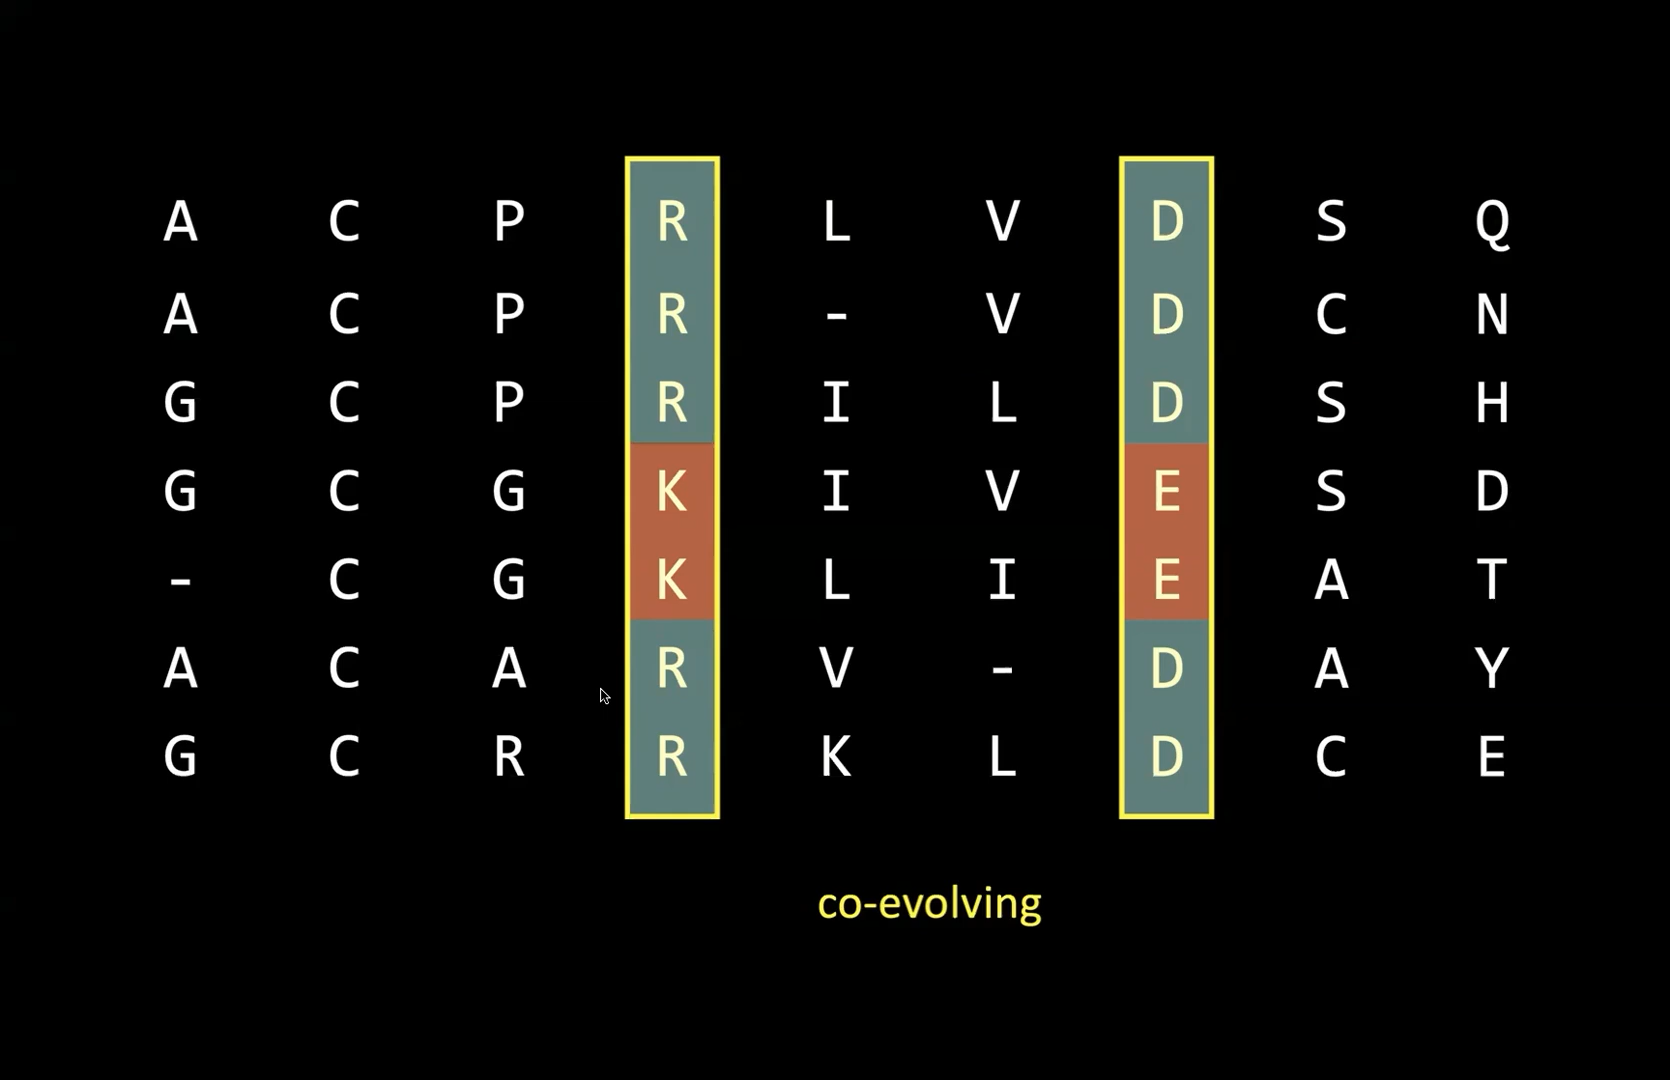 A C P R L V D S Q
A C P R - V D C N
G C P R I L D S H
G C G K I V E S D
- C G K L I E A T
A C A R V - D A Y
G C R R K L D C E
co-evolving